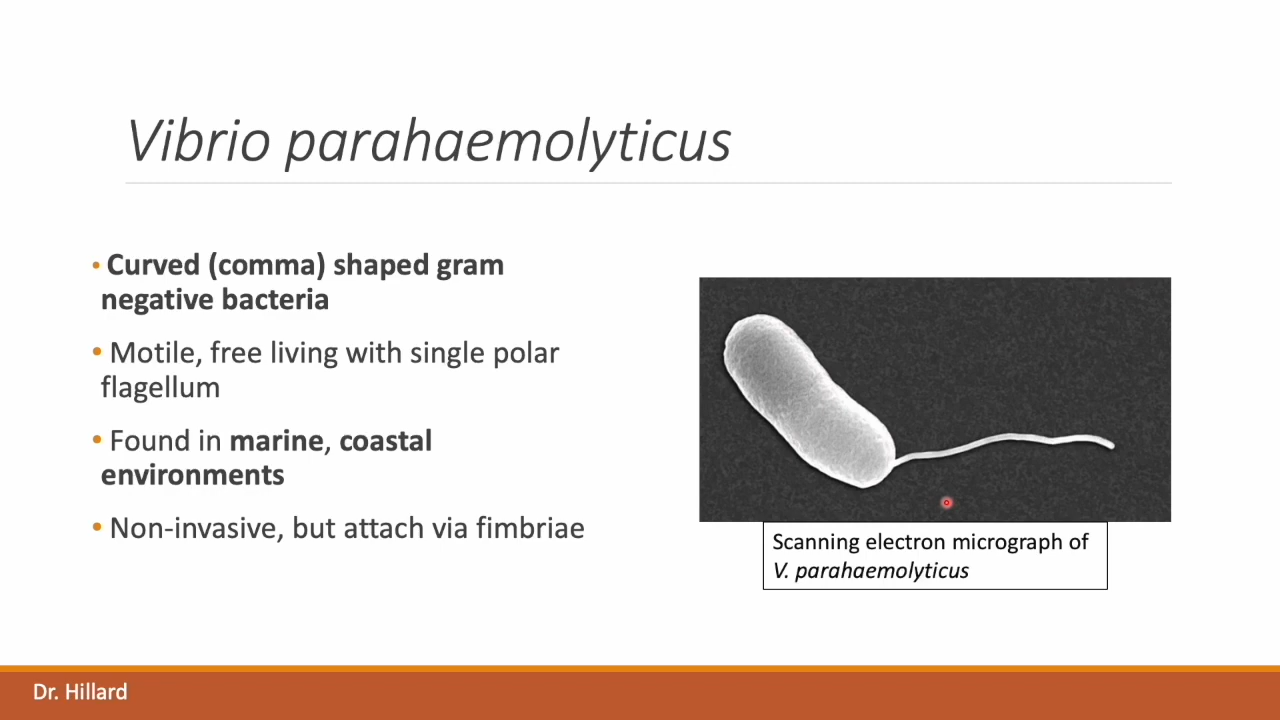 Vibrio parahaemolyticus
• Curved (comma) shaped gram
negative bacteria
• Motile, free living with single polar
flagellum
• Found in marine, coastal
environments
• Non-invasive, but attach via fimbriae
Scanning electron micrograph of
V. parahaemolyticus
Dr. Hillard